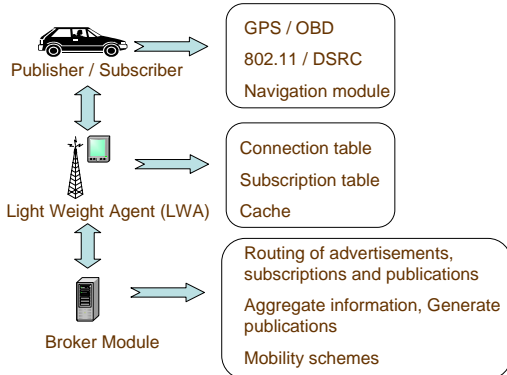 GPS / OBD
802.11 / DSRC
Navigation module
Publisher / Subscriber
Connection table
Subscription table
Cache
Light Weight Agent (LWA)
Routing of advertisements,
subscriptions and publications
Aggregate information, Generate
publications
Mobility schemes
Broker Module